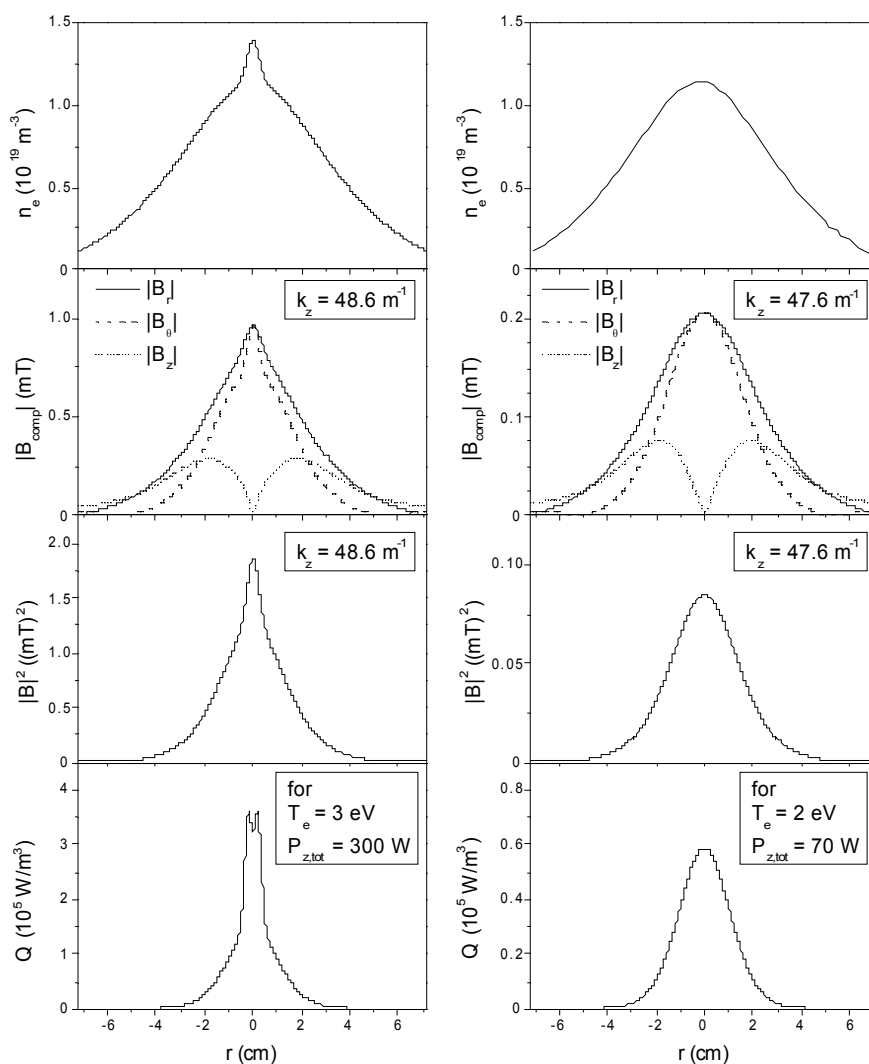 n_e (10^19 m^-3)
1.5
1.0
0.5
0
1.5
1.0
0.5
0
|B_comp| (mT)
1.0
0.5
0
|B_r|
|B_θ|
|B_z|
k_z = 48.6 m^-1
|B_comp| (mT)
0.2
0.1
0
|B_r|
|B_θ|
|B_z|
k_z = 47.6 m^-1
n_e (10^19 m^-3)
|B|^2 ((mT)^2)
2.0
1.5
1.0
0.5
0
k_z = 48.6 m^-1
|B|^2 ((mT)^2)
0.10
0.05
0
k_z = 47.6 m^-1
Q (10^5 W/m^3)
4
3
2
1
0
for
T_e = 3 eV
P_z,tot = 300 W
-6 -4 -2 0 2 4 6
r (cm)
Q (10^5 W/m^3)
0.8
0.6
0.4
0.2
0
for
T_e = 2 eV
P_z,tot = 70 W
-6 -4 -2 0 2 4 6
r (cm)